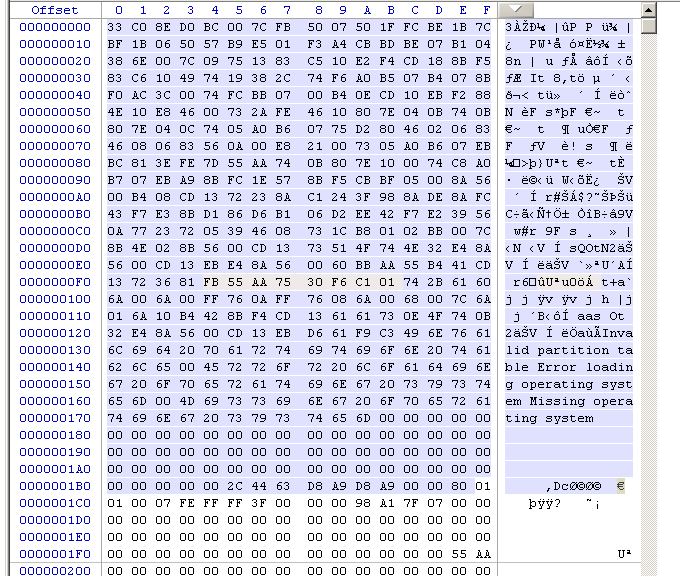 Offset 0 1 2 3 4 5 6 7 8 9 A B C D E F
000000000 33 C0 8E D0 BC 00 7C FB 50 07 50 1F FC BE 1B 7C 3ÀŽÐ¼ |ûP P ü¾ |
000000010 BF 1B 06 50 57 B9 E5 01 F3 A4 CB BD BE 07 B1 04 ¿ PW¹å ó¤Ë½¾ ±
000000020 38 6E 00 7C 09 75 13 83 C5 10 E2 F4 CD 18 8B F5 8n | u ƒÅ âôÍ ‹õ
000000030 83 C6 10 49 74 19 38 2C 74 F6 A0 B5 07 B4 07 8B ƒÆ It 8,tö µ ´ ‹
000000040 F0 AC 3C 00 74 FC BB 07 00 B4 0E CD 10 EB F2 88 ð¬< tü» ´ Í ëòˆ
000000050 4E 10 E8 46 00 73 2A FE 46 10 80 7E 04 0B 74 0B N èF s*þF €~ t
000000060 80 7E 04 0C 74 05 A0 B6 07 75 D2 80 46 02 06 83 €~ t ¶ uÒ€F ƒ
000000070 46 08 06 83 56 0A 00 E8 21 00 73 05 A0 B6 07 EB F ƒV è! s ¶ ë
000000080 BC 81 3E FE 7D 55 AA 74 0B 80 7E 10 00 74 C8 A0 ¼□>þ}Uªt €~ tÈ
000000090 B7 07 EB A9 8B FC 1E 57 8B F5 CB BF 05 00 8A 56 · ë©‹ü W‹õË¿ ŠV
0000000A0 00 B4 08 CD 13 72 23 8A C1 24 3F 98 8A DE 8A FC ´ Í r#ŠÁ$?˜ŠÞŠü
0000000B0 43 F7 E3 8B D1 86 D6 B1 06 D2 EE 42 F7 E2 39 56 C÷ã‹Ñ†Ö± ÒîB÷â9V
0000000C0 0A 77 23 72 05 39 46 08 73 1C B8 01 02 BB 00 7C w#r 9F s ¸ » |
0000000D0 8B 4E 02 8B 56 00 CD 13 73 51 4F 74 4E 32 E4 8A ‹N ‹V Í sQOtN2äŠ
0000000E0 56 00 CD 13 EB E4 8A 56 00 60 BB AA 55 B4 41 CD V Í ëäŠV `»ªU´AÍ
0000000F0 13 72 36 81 FB 55 AA 75 30 F6 C1 01 74 2B 61 60 r6□ûUªu0öÁ t+a`
000000100 6A 00 6A 00 FF 76 0A FF 76 08 6A 00 68 00 7C 6A j j ÿv ÿv j h |j
000000110 01 6A 10 B4 42 8B F4 CD 13 61 61 73 0E 4F 74 0B j ´B‹ôÍ aas Ot
000000120 32 E4 8A 56 00 CD 13 EB D6 61 F9 C3 49 6E 76 61 2äŠV Í ëÖaùÃInva
000000130 6C 69 64 20 70 61 72 74 69 74 69 6F 6E 20 74 61 lid partition ta
000000140 62 6C 65 00 45 72 72 6F 72 20 6C 6F 61 64 69 6E ble Error loadin
000000150 67 20 6F 70 65 72 61 74 69 6E 67 20 73 79 73 74 g operating syst
000000160 65 6D 00 4D 69 73 73 69 6E 67 20 6F 70 65 72 61 em Missing opera
000000170 74 69 6E 67 20 73 79 73 74 65 6D 00 00 00 00 00 ting system
000000180 00 00 00 00 00 00 00 00 00 00 00 00 00 00 00 00
000000190 00 00 00 00 00 00 00 00 00 00 00 00 00 00 00 00
0000001A0 00 00 00 00 00 00 00 00 00 00 00 00 00 00 00 00
0000001B0 00 00 00 00 00 2C 44 63 D8 A9 D8 A9 00 00 80 01 ,DcØ©Ø© €
0000001C0 01 00 07 FE FF FF 3F 00 00 00 98 A1 7F 07 00 00 þÿÿ? ˜¡
0000001D0 00 00 00 00 00 00 00 00 00 00 00 00 00 00 00 00
0000001E0 00 00 00 00 00 00 00 00 00 00 00 00 00 00 00 00
0000001F0 00 00 00 00 00 00 00 00 00 00 00 00 00 00 55 AA Uª
000000200 00 00 00 00 00 00 00 00 00 00 00 00 00 00 00 00